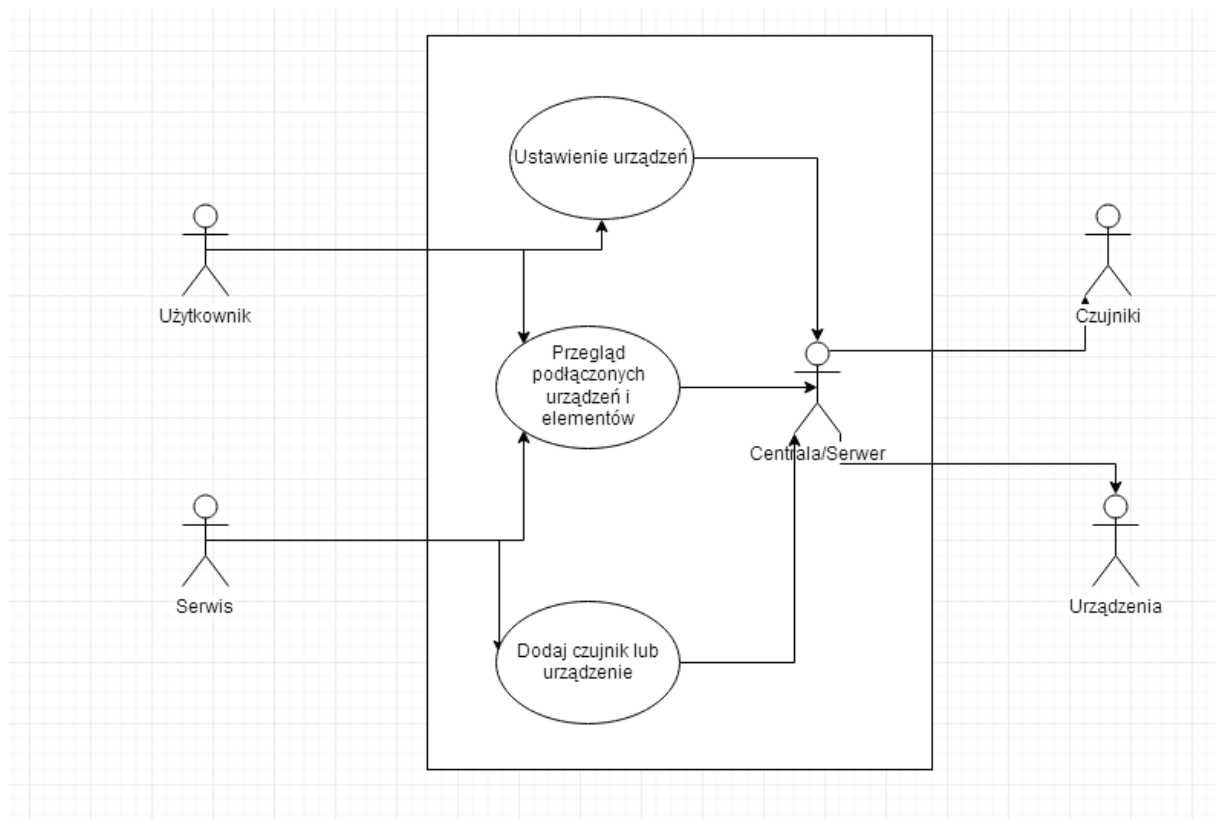 Ustawienie urządzeń
Użytkownik
Czujniki
Przegląd
podłączonych
urządzeń i
elementów
Centrala/Serwer
Serwis
Urządzenia
Dodaj czujnik lub
urządzenie